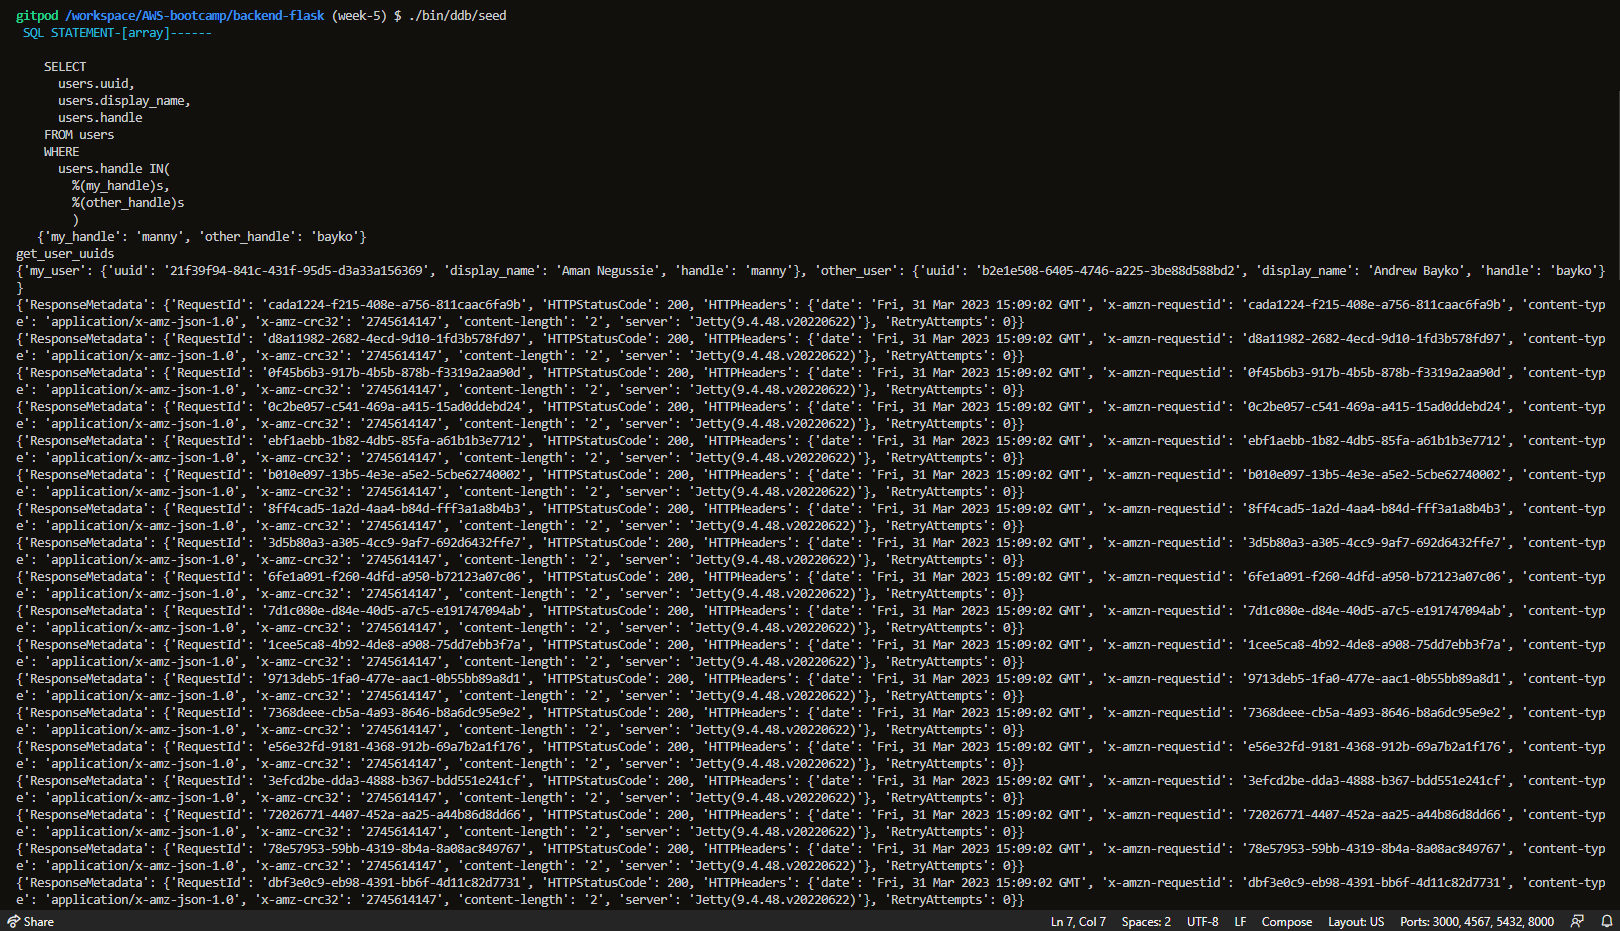 gitpod /workspace/AWS-bootcamp/backend-flask (week-5) $ ./bin/ddb/seed
SQL STATEMENT-[array]------
SELECT
users.uuid,
users.display_name,
users.handle
FROM users
WHERE
users.handle IN(
%(my_handle)s,
%(other_handle)s
)
{'my_handle': 'manny', 'other_handle': 'bayko'}
get_user_uuids
{'my_user': {'uuid': '21f39f94-841c-431f-95d5-d3a33a156369', 'display_name': 'Aman Negussie', 'handle': 'manny'}, 'other_user': {'uuid': 'b2e1e508-6405-4746-a225-3be88d588bd2', 'display_name': 'Andrew Bayko', 'handle': 'bayko'}
}
{'ResponseMetadata': {'RequestId': 'cada1224-f215-408e-a756-811caac6fa9b', 'HTTPStatusCode': 200, 'HTTPHeaders': {'date': 'Fri, 31 Mar 2023 15:09:02 GMT', 'x-amzn-requestid': 'cada1224-f215-408e-a756-811caac6fa9b', 'content-typ
e': 'application/x-amz-json-1.0', 'x-amz-crc32': '2745614147', 'content-length': '2', 'server': 'Jetty(9.4.48.v20220622)'}, 'RetryAttempts': 0}}
{'ResponseMetadata': {'RequestId': 'd8a11982-2682-4ecd-9d10-1fd3b578fd97', 'HTTPStatusCode': 200, 'HTTPHeaders': {'date': 'Fri, 31 Mar 2023 15:09:02 GMT', 'x-amzn-requestid': 'd8a11982-2682-4ecd-9d10-1fd3b578fd97', 'content-typ
e': 'application/x-amz-json-1.0', 'x-amz-crc32': '2745614147', 'content-length': '2', 'server': 'Jetty(9.4.48.v20220622)'}, 'RetryAttempts': 0}}
{'ResponseMetadata': {'RequestId': '0f45b6b3-917b-4b5b-878b-f3319a2aa90d', 'HTTPStatusCode': 200, 'HTTPHeaders': {'date': 'Fri, 31 Mar 2023 15:09:02 GMT', 'x-amzn-requestid': '0f45b6b3-917b-4b5b-878b-f3319a2aa90d', 'content-typ
e': 'application/x-amz-json-1.0', 'x-amz-crc32': '2745614147', 'content-length': '2', 'server': 'Jetty(9.4.48.v20220622)'}, 'RetryAttempts': 0}}
{'ResponseMetadata': {'RequestId': '0c2be057-c541-469a-a415-15ad0ddebd24', 'HTTPStatusCode': 200, 'HTTPHeaders': {'date': 'Fri, 31 Mar 2023 15:09:02 GMT', 'x-amzn-requestid': '0c2be057-c541-469a-a415-15ad0ddebd24', 'content-typ
e': 'application/x-amz-json-1.0', 'x-amz-crc32': '2745614147', 'content-length': '2', 'server': 'Jetty(9.4.48.v20220622)'}, 'RetryAttempts': 0}}
{'ResponseMetadata': {'RequestId': 'ebf1aebb-1b82-4db5-85fa-a61b1b3e7712', 'HTTPStatusCode': 200, 'HTTPHeaders': {'date': 'Fri, 31 Mar 2023 15:09:02 GMT', 'x-amzn-requestid': 'ebf1aebb-1b82-4db5-85fa-a61b1b3e7712', 'content-typ
e': 'application/x-amz-json-1.0', 'x-amz-crc32': '2745614147', 'content-length': '2', 'server': 'Jetty(9.4.48.v20220622)'}, 'RetryAttempts': 0}}
{'ResponseMetadata': {'RequestId': 'b010e097-13b5-4e3e-a5e2-5cbe62740002', 'HTTPStatusCode': 200, 'HTTPHeaders': {'date': 'Fri, 31 Mar 2023 15:09:02 GMT', 'x-amzn-requestid': 'b010e097-13b5-4e3e-a5e2-5cbe62740002', 'content-typ
e': 'application/x-amz-json-1.0', 'x-amz-crc32': '2745614147', 'content-length': '2', 'server': 'Jetty(9.4.48.v20220622)'}, 'RetryAttempts': 0}}
{'ResponseMetadata': {'RequestId': '8ff4cad5-1a2d-4aa4-b84d-fff3a1a8b4b3', 'HTTPStatusCode': 200, 'HTTPHeaders': {'date': 'Fri, 31 Mar 2023 15:09:02 GMT', 'x-amzn-requestid': '8ff4cad5-1a2d-4aa4-b84d-fff3a1a8b4b3', 'content-typ
e': 'application/x-amz-json-1.0', 'x-amz-crc32': '2745614147', 'content-length': '2', 'server': 'Jetty(9.4.48.v20220622)'}, 'RetryAttempts': 0}}
{'ResponseMetadata': {'RequestId': '3d5b80a3-a305-4cc9-9af7-692d6432ffe7', 'HTTPStatusCode': 200, 'HTTPHeaders': {'date': 'Fri, 31 Mar 2023 15:09:02 GMT', 'x-amzn-requestid': '3d5b80a3-a305-4cc9-9af7-692d6432ffe7', 'content-typ
e': 'application/x-amz-json-1.0', 'x-amz-crc32': '2745614147', 'content-length': '2', 'server': 'Jetty(9.4.48.v20220622)'}, 'RetryAttempts': 0}}
{'ResponseMetadata': {'RequestId': '6fe1a091-f260-4dfd-a950-b72123a07c06', 'HTTPStatusCode': 200, 'HTTPHeaders': {'date': 'Fri, 31 Mar 2023 15:09:02 GMT', 'x-amzn-requestid': '6fe1a091-f260-4dfd-a950-b72123a07c06', 'content-typ
e': 'application/x-amz-json-1.0', 'x-amz-crc32': '2745614147', 'content-length': '2', 'server': 'Jetty(9.4.48.v20220622)'}, 'RetryAttempts': 0}}
{'ResponseMetadata': {'RequestId': '7d1c080e-d84e-40d5-a7c5-e191747094ab', 'HTTPStatusCode': 200, 'HTTPHeaders': {'date': 'Fri, 31 Mar 2023 15:09:02 GMT', 'x-amzn-requestid': '7d1c080e-d84e-40d5-a7c5-e191747094ab', 'content-typ
e': 'application/x-amz-json-1.0', 'x-amz-crc32': '2745614147', 'content-length': '2', 'server': 'Jetty(9.4.48.v20220622)'}, 'RetryAttempts': 0}}
{'ResponseMetadata': {'RequestId': '1cee5ca8-4b92-4de8-a908-75dd7ebb3f7a', 'HTTPStatusCode': 200, 'HTTPHeaders': {'date': 'Fri, 31 Mar 2023 15:09:02 GMT', 'x-amzn-requestid': '1cee5ca8-4b92-4de8-a908-75dd7ebb3f7a', 'content-typ
e': 'application/x-amz-json-1.0', 'x-amz-crc32': '2745614147', 'content-length': '2', 'server': 'Jetty(9.4.48.v20220622)'}, 'RetryAttempts': 0}}
{'ResponseMetadata': {'RequestId': '9713deb5-1fa0-477e-aac1-0b55bb89a8d1', 'HTTPStatusCode': 200, 'HTTPHeaders': {'date': 'Fri, 31 Mar 2023 15:09:02 GMT', 'x-amzn-requestid': '9713deb5-1fa0-477e-aac1-0b55bb89a8d1', 'content-typ
e': 'application/x-amz-json-1.0', 'x-amz-crc32': '2745614147', 'content-length': '2', 'server': 'Jetty(9.4.48.v20220622)'}, 'RetryAttempts': 0}}
{'ResponseMetadata': {'RequestId': '7368deee-cb5a-4a93-8646-b8a6dc95e9e2', 'HTTPStatusCode': 200, 'HTTPHeaders': {'date': 'Fri, 31 Mar 2023 15:09:02 GMT', 'x-amzn-requestid': '7368deee-cb5a-4a93-8646-b8a6dc95e9e2', 'content-typ
e': 'application/x-amz-json-1.0', 'x-amz-crc32': '2745614147', 'content-length': '2', 'server': 'Jetty(9.4.48.v20220622)'}, 'RetryAttempts': 0}}
{'ResponseMetadata': {'RequestId': 'e56e32fd-9181-4368-912b-69a7b2a1f176', 'HTTPStatusCode': 200, 'HTTPHeaders': {'date': 'Fri, 31 Mar 2023 15:09:02 GMT', 'x-amzn-requestid': 'e56e32fd-9181-4368-912b-69a7b2a1f176', 'content-typ
e': 'application/x-amz-json-1.0', 'x-amz-crc32': '2745614147', 'content-length': '2', 'server': 'Jetty(9.4.48.v20220622)'}, 'RetryAttempts': 0}}
{'ResponseMetadata': {'RequestId': '3efcd2be-dda3-4888-b367-bdd551e241cf', 'HTTPStatusCode': 200, 'HTTPHeaders': {'date': 'Fri, 31 Mar 2023 15:09:02 GMT', 'x-amzn-requestid': '3efcd2be-dda3-4888-b367-bdd551e241cf', 'content-typ
e': 'application/x-amz-json-1.0', 'x-amz-crc32': '2745614147', 'content-length': '2', 'server': 'Jetty(9.4.48.v20220622)'}, 'RetryAttempts': 0}}
{'ResponseMetadata': {'RequestId': '72026771-4407-452a-aa25-a44b86d8dd66', 'HTTPStatusCode': 200, 'HTTPHeaders': {'date': 'Fri, 31 Mar 2023 15:09:02 GMT', 'x-amzn-requestid': '72026771-4407-452a-aa25-a44b86d8dd66', 'content-typ
e': 'application/x-amz-json-1.0', 'x-amz-crc32': '2745614147', 'content-length': '2', 'server': 'Jetty(9.4.48.v20220622)'}, 'RetryAttempts': 0}}
{'ResponseMetadata': {'RequestId': '78e57953-59bb-4319-8b4a-8a08ac849767', 'HTTPStatusCode': 200, 'HTTPHeaders': {'date': 'Fri, 31 Mar 2023 15:09:02 GMT', 'x-amzn-requestid': '78e57953-59bb-4319-8b4a-8a08ac849767', 'content-typ
e': 'application/x-amz-json-1.0', 'x-amz-crc32': '2745614147', 'content-length': '2', 'server': 'Jetty(9.4.48.v20220622)'}, 'RetryAttempts': 0}}
{'ResponseMetadata': {'RequestId': 'dbf3e0c9-eb98-4391-bb6f-4d11c82d7731', 'HTTPStatusCode': 200, 'HTTPHeaders': {'date': 'Fri, 31 Mar 2023 15:09:02 GMT', 'x-amzn-requestid': 'dbf3e0c9-eb98-4391-bb6f-4d11c82d7731', 'content-typ
e': 'application/x-amz-json-1.0', 'x-amz-crc32': '2745614147', 'content-length': '2', 'server': 'Jetty(9.4.48.v20220622)'}, 'RetryAttempts': 0}}
Share Ln 7, Col 7 Spaces: 2 UTF-8 LF Compose Layout: US Ports: 3000, 4567, 5432, 8000